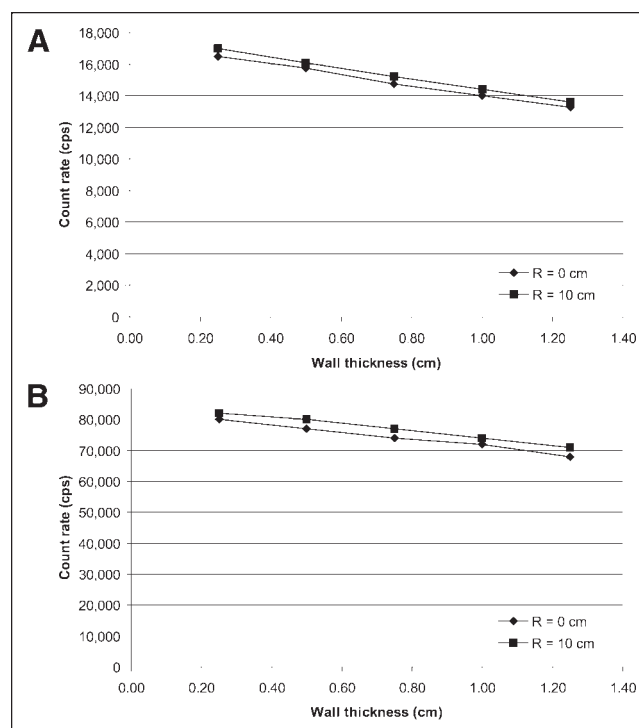 A
18,000
16,000
14,000
12,000
10,000
8,000
6,000
4,000
2,000
0
Count rate (cps)
R = 0 cm
R = 10 cm
0.00 0.20 0.40 0.60 0.80 1.00 1.20 1.40
Wall thickness (cm)
B
90,000
80,000
70,000
60,000
50,000
40,000
30,000
20,000
10,000
0
Count rate (cps)
R = 0 cm
R = 10 cm
0.00 0.20 0.40 0.60 0.80 1.00 1.20 1.40
Wall thickness (cm)